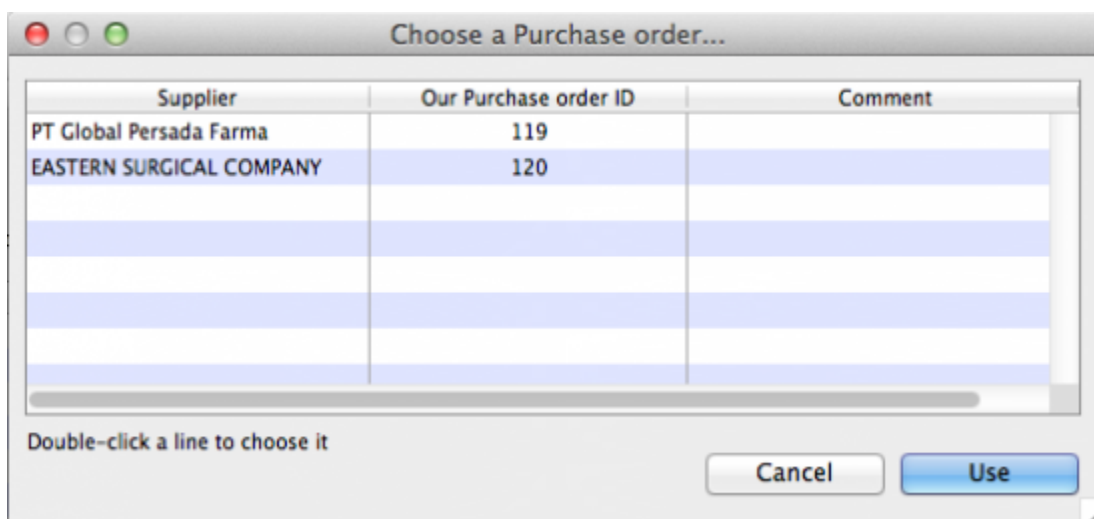 Choose a Purchase order...
Supplier Our Purchase order ID Comment
PT Global Persada Farma 119
EASTERN SURGICAL COMPANY 120
Double-click a line to choose it
Cancel Use